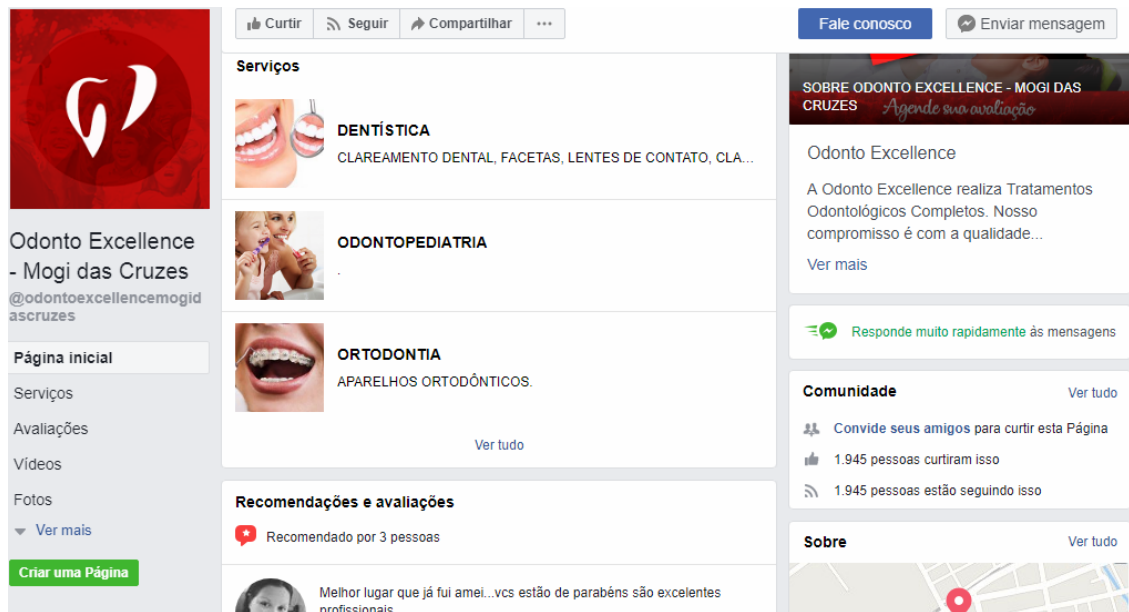 Curtir
Seguir
Compartilhar
Fale conosco
Enviar mensagem
Odonto Excellence
- Mogi das Cruzes
@odontoexcellencemogid
ascruzes
Página inicial
Serviços
Avaliações
Vídeos
Fotos
Ver mais
Criar uma Página
Serviços
DENTÍSTICA
CLAREAMENTO DENTAL, FACETAS, LENTES DE CONTATO, CLA...
ODONTOPEDIATRIA
.
ORTODONTIA
APARELHOS ORTODÔNTICOS.
Ver tudo
Recomendações e avaliações
Recomendado por 3 pessoas
Melhor lugar que já fui amei...vcs estão de parabéns são excelentes
profissionais
SOBRE ODONTO EXCELLENCE - MOGI DAS
CRUZES
Agende sua avaliação
Odonto Excellence
A Odonto Excellence realiza Tratamentos
Odontológicos Completos. Nosso
compromisso é com a qualidade...
Ver mais
Responde muito rapidamente às mensagens
Comunidade
Ver tudo
Convide seus amigos para curtir esta Página
1.945 pessoas curtiram isso
1.945 pessoas estão seguindo isso
Sobre
Ver tudo